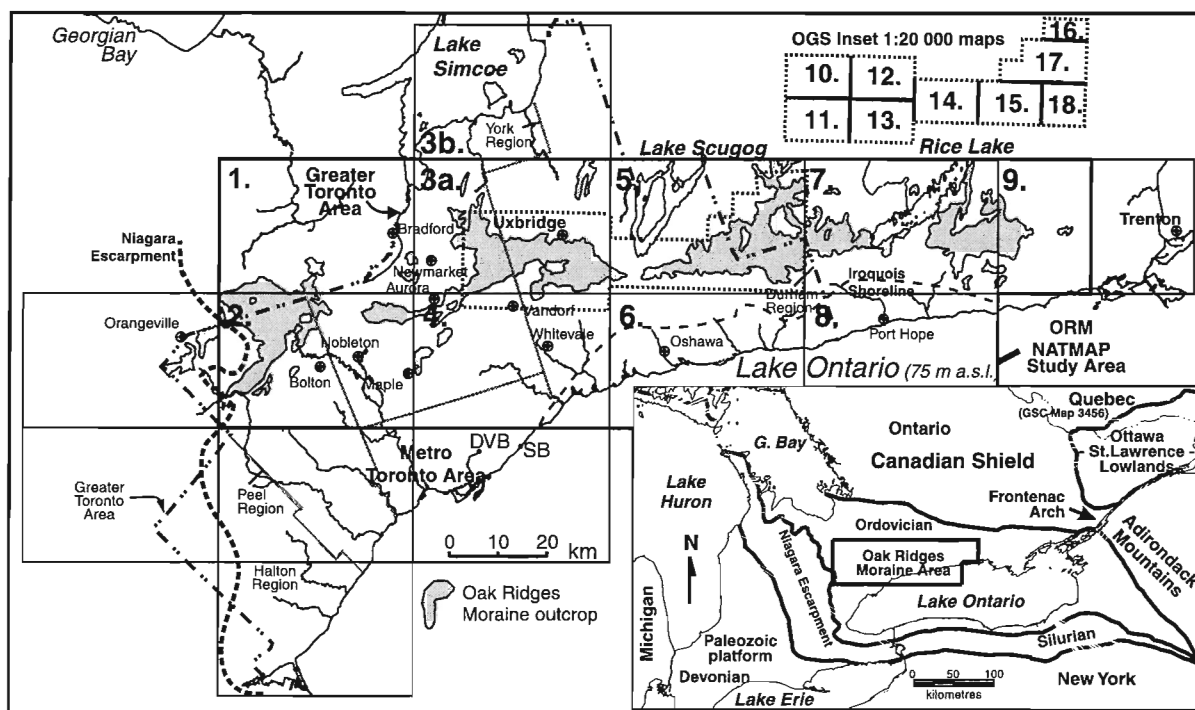 Georgian
Bay
Lake
Simcoe
OGS Inset 1:20 000 maps
16.
17.
10.
12.
14.
15.
18.
11.
13.
York
Region
3b.
Lake Scugog
Rice Lake
1.
Greater
Toronto
Area
3a.
5.
7.
9.
Bradford
Uxbridge
Trenton
Niagara
Escarpment
Newmarket
Aurora
Iroquois
Shoreline
Durham
Region
2.
4.
Vandorf
6.
8.
Orangeville
Nobleton
Whitevale
Oshawa
Port Hope
Bolton
Maple
Lake Ontario (75 m a.s.l.)
ORM
NATMAP
Study Area
Metro
Toronto Area
DVB
SB
Greater
Toronto
Area
Peel
Region
0 10 20
km
Halton
Region
Oak Ridges
Moraine outcrop
Quebec
(GSC Map 3456)
G. Bay
Ontario
Canadian Shield
Ottawa
St.Lawrence
Lowlands
Lake
Huron
Frontenac
Arch
Ordovician
Adirondack
Mountains
N
Niagara Escarpment
Oak Ridges
Moraine Area
Lake Ontario
Michigan
Paleozoic
platform
Silurian
Devonian
0 50 100
kilometres
New York
Lake Erie